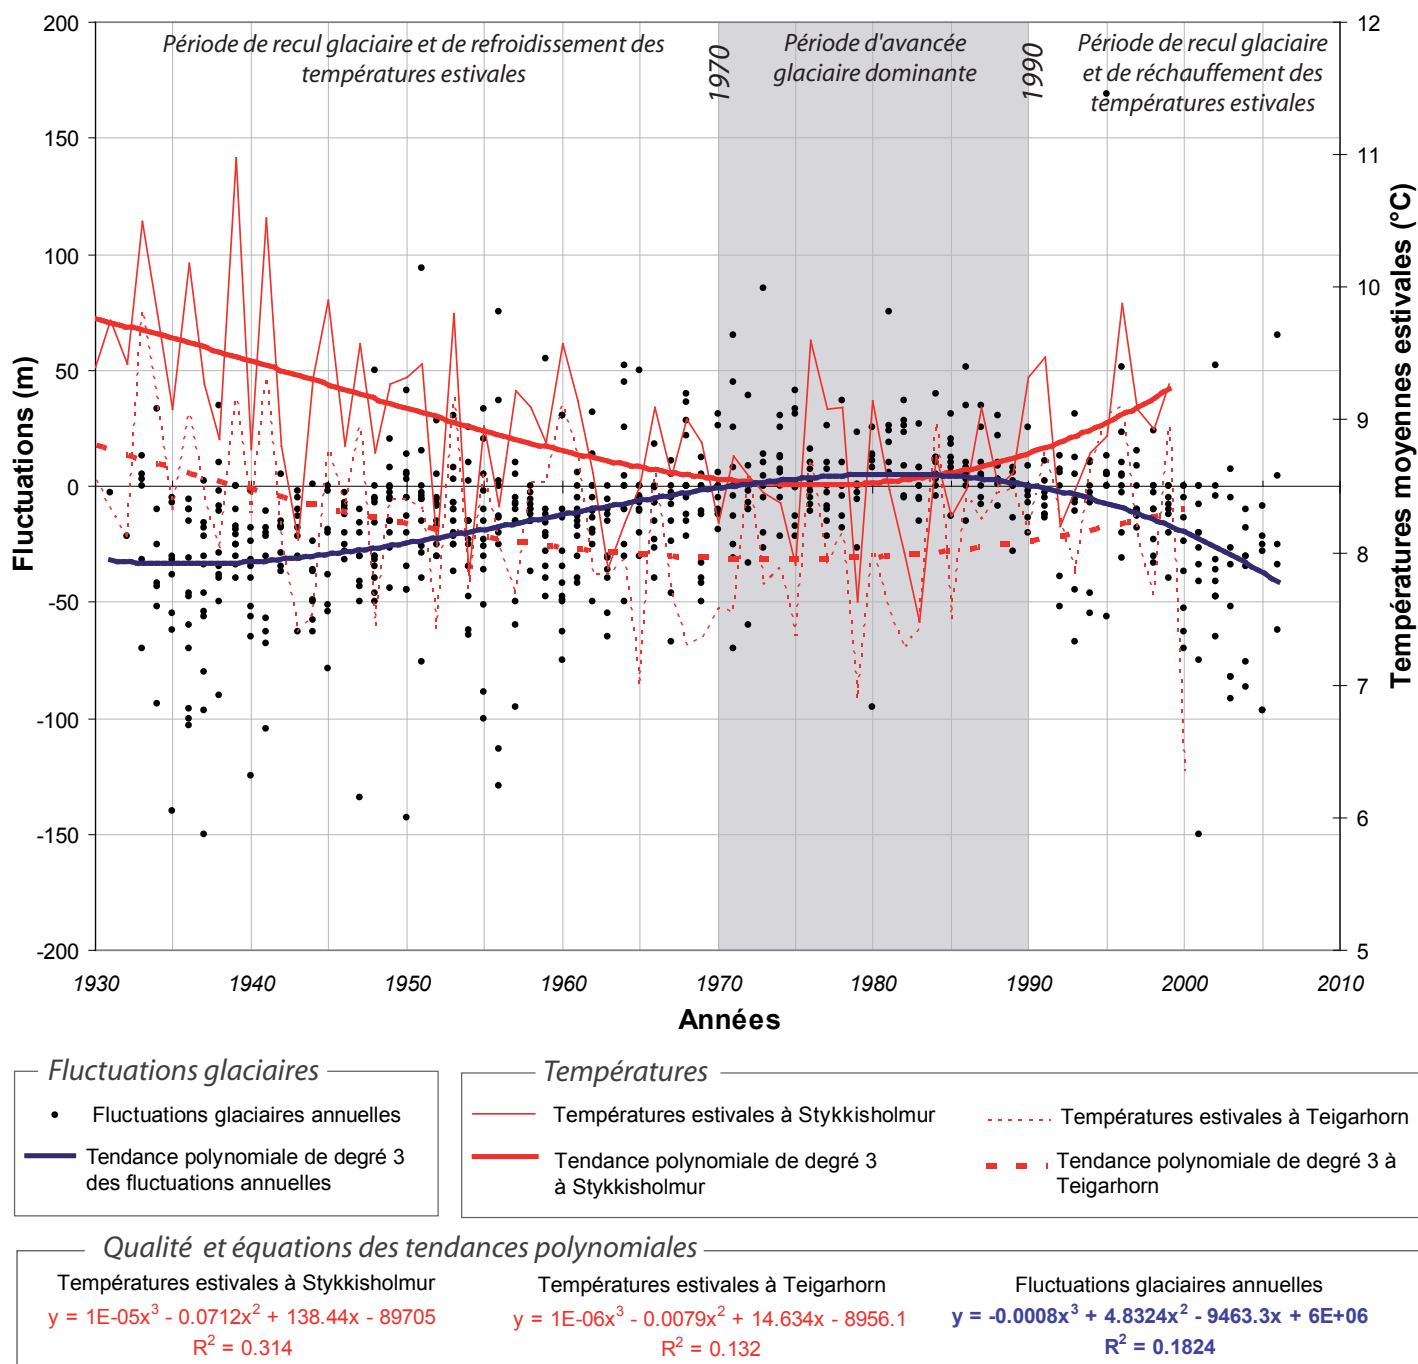 Période de recul glaciaire et de refroidissement des
températures estivales
1970
Période d'avancée
glaciaire dominante
1990
Période de recul glaciaire
et de réchauffement des
températures estivales
200
150
100
50
0
-50
-100
-150
-200
Fluctuations (m)
12
11
10
9
8
7
6
5
Températures moyennes estivales (°C)
1930 1940 1950 1960 1970 1980 1990 2000 2010
Années
Fluctuations glaciaires
Fluctuations glaciaires annuelles
Tendance polynomiale de degré 3
des fluctuations annuelles
Températures
Températures estivales à Stykkisholmur
Températures estivales à Teigarhorn
Tendance polynomiale de degré 3
à Stykkisholmur
Tendance polynomiale de degré 3 à
Teigarhorn
Qualité et équations des tendances polynomiales
Températures estivales à Stykkisholmur
y = 1E-05x³ - 0.0712x² + 138.44x - 89705
R² = 0.314
Températures estivales à Teigarhorn
y = 1E-06x³ - 0.0079x² + 14.634x - 8956.1
R² = 0.132
Fluctuations glaciaires annuelles
y = -0.0008x³ + 4.8324x² - 9463.3x + 6E+06
R² = 0.1824